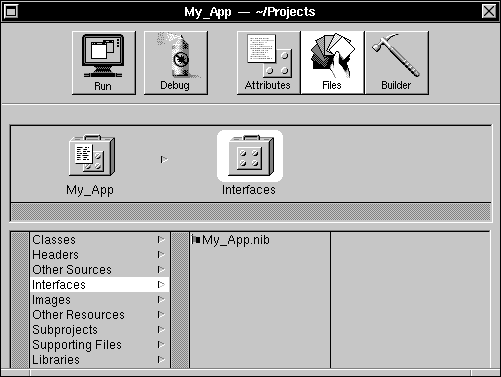 My_App — ~/Projects
Run
Debug
Attributes
Files
Builder
My_App
Interfaces
Classes
Headers
Other Sources
Interfaces
Images
Other Resources
Subprojects
Supporting Files
Libraries
My_App.nib